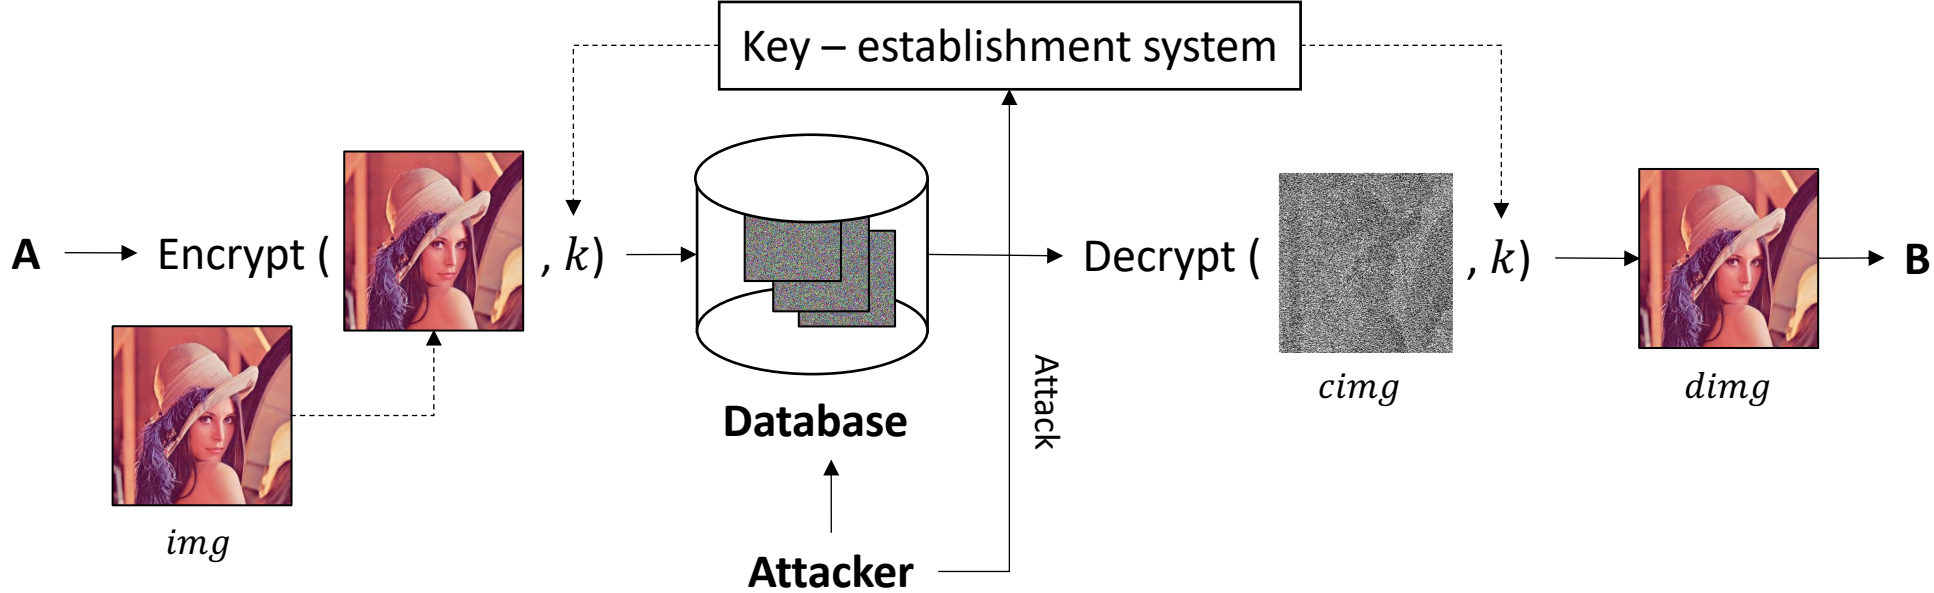 Key – establishment system
A
Encrypt (
, k)
Decrypt (
, k)
B
Attack
cimg
dimg
Database
img
Attacker